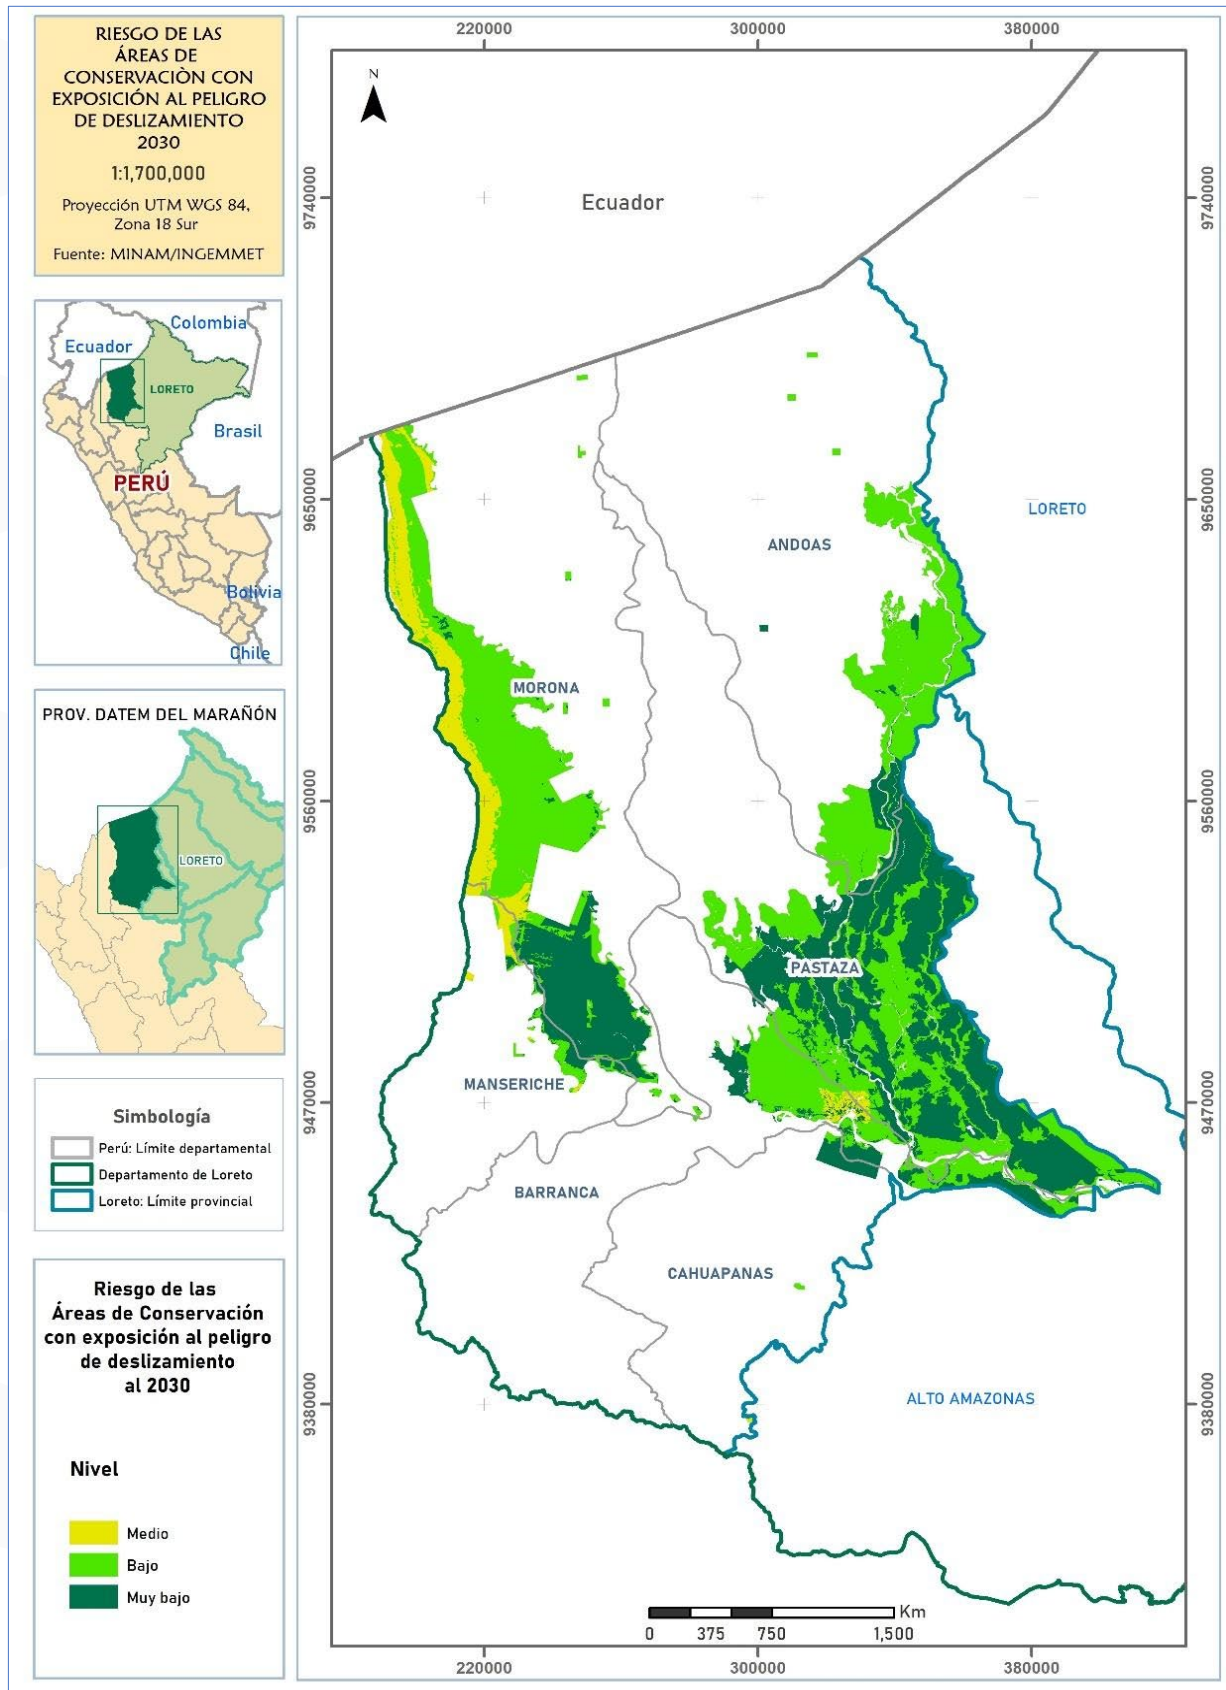 RIESGO DE LAS
ÁREAS DE
CONSERVACIÒN CON
EXPOSICIÓN AL PELIGRO
DE DESLIZAMIENTO
2030
1:1,700,000
Proyección UTM WGS 84,
Zona 18 Sur
Fuente: MINAM/INGEMMET
Colombia
Ecuador
LORETO
Brasil
PERÚ
Bolivia
Chile
PROV. DATEM DEL MARAÑÓN
LORETO
Simbología
Perú: Límite departamental
Departamento de Loreto
Loreto: Límite provincial
Riesgo de las
Áreas de Conservación
con exposición al peligro
de deslizamiento
al 2030
Nivel
Medio
Bajo
Muy bajo
220000 300000 380000
N
Ecuador
9740000 9740000
9650000 9650000
LORETO
ANDOAS
MORONA
9560000 9560000
PASTAZA
MANSERICHE
9470000 9470000
BARRANCA
CAHUAPANAS
ALTO AMAZONAS
9380000 9380000
Km
0 375 750 1,500
220000 300000 380000